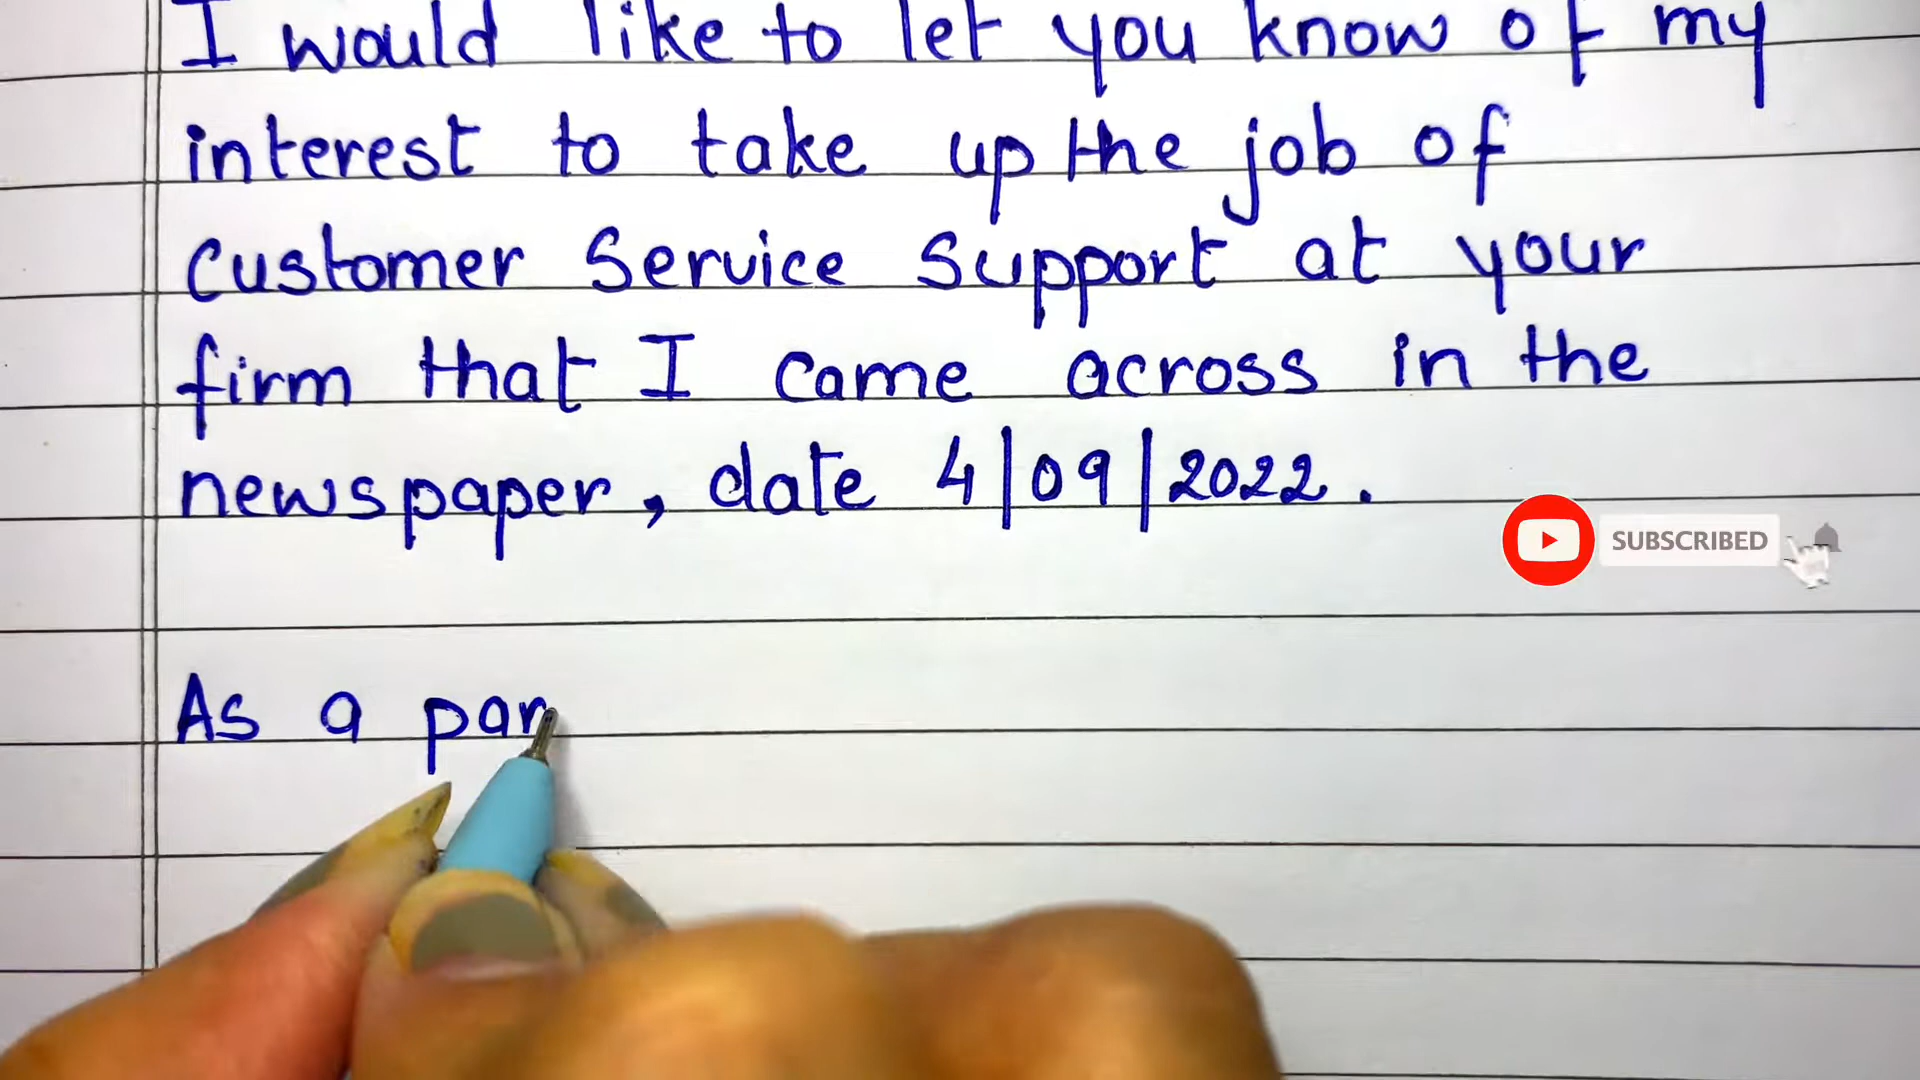 I would like to let you know of my
interest to take up the job of
customer service support at your
firm that I came across in the
newspaper, date 4/09/2022.
SUBSCRIBED
As a par